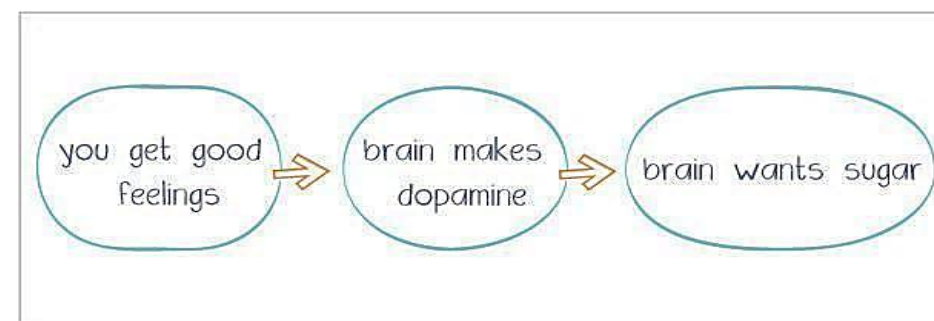 you get good
feelings
brain makes
dopamine
brain wants sugar